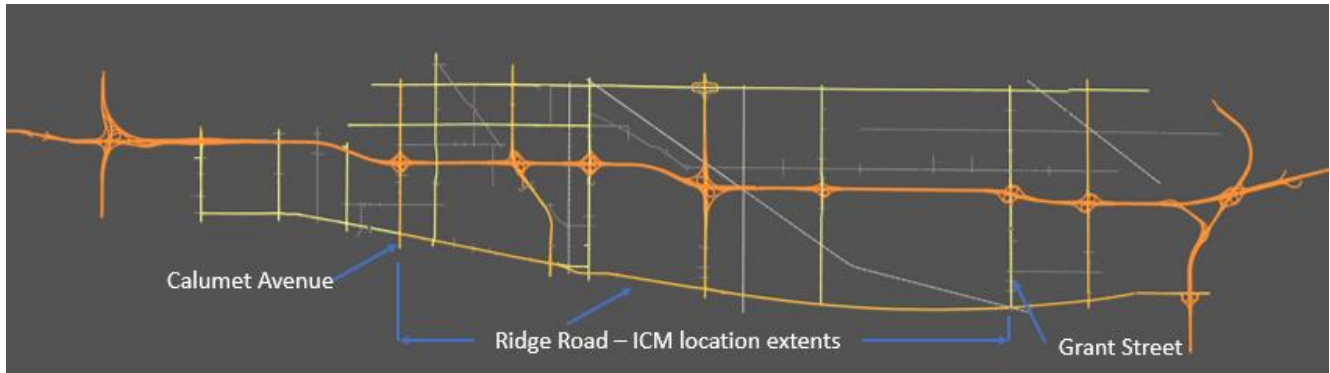 Calumet Avenue
Ridge Road – ICM location extents
Grant Street